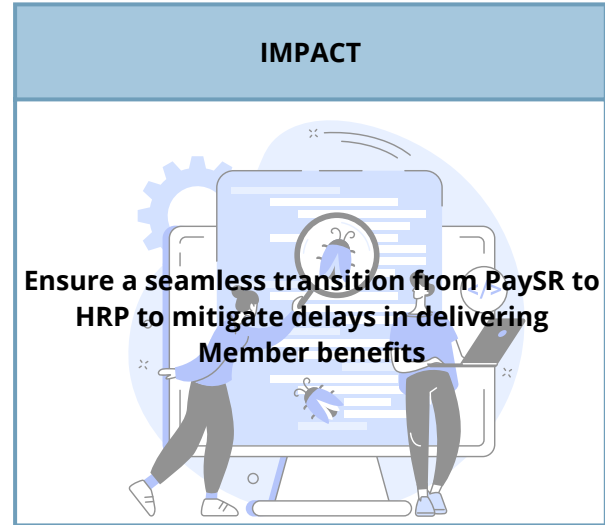 IMPACT
Ensure a seamless transition from PaySR to
HRP to mitigate delays in delivering
Member benefits
</>